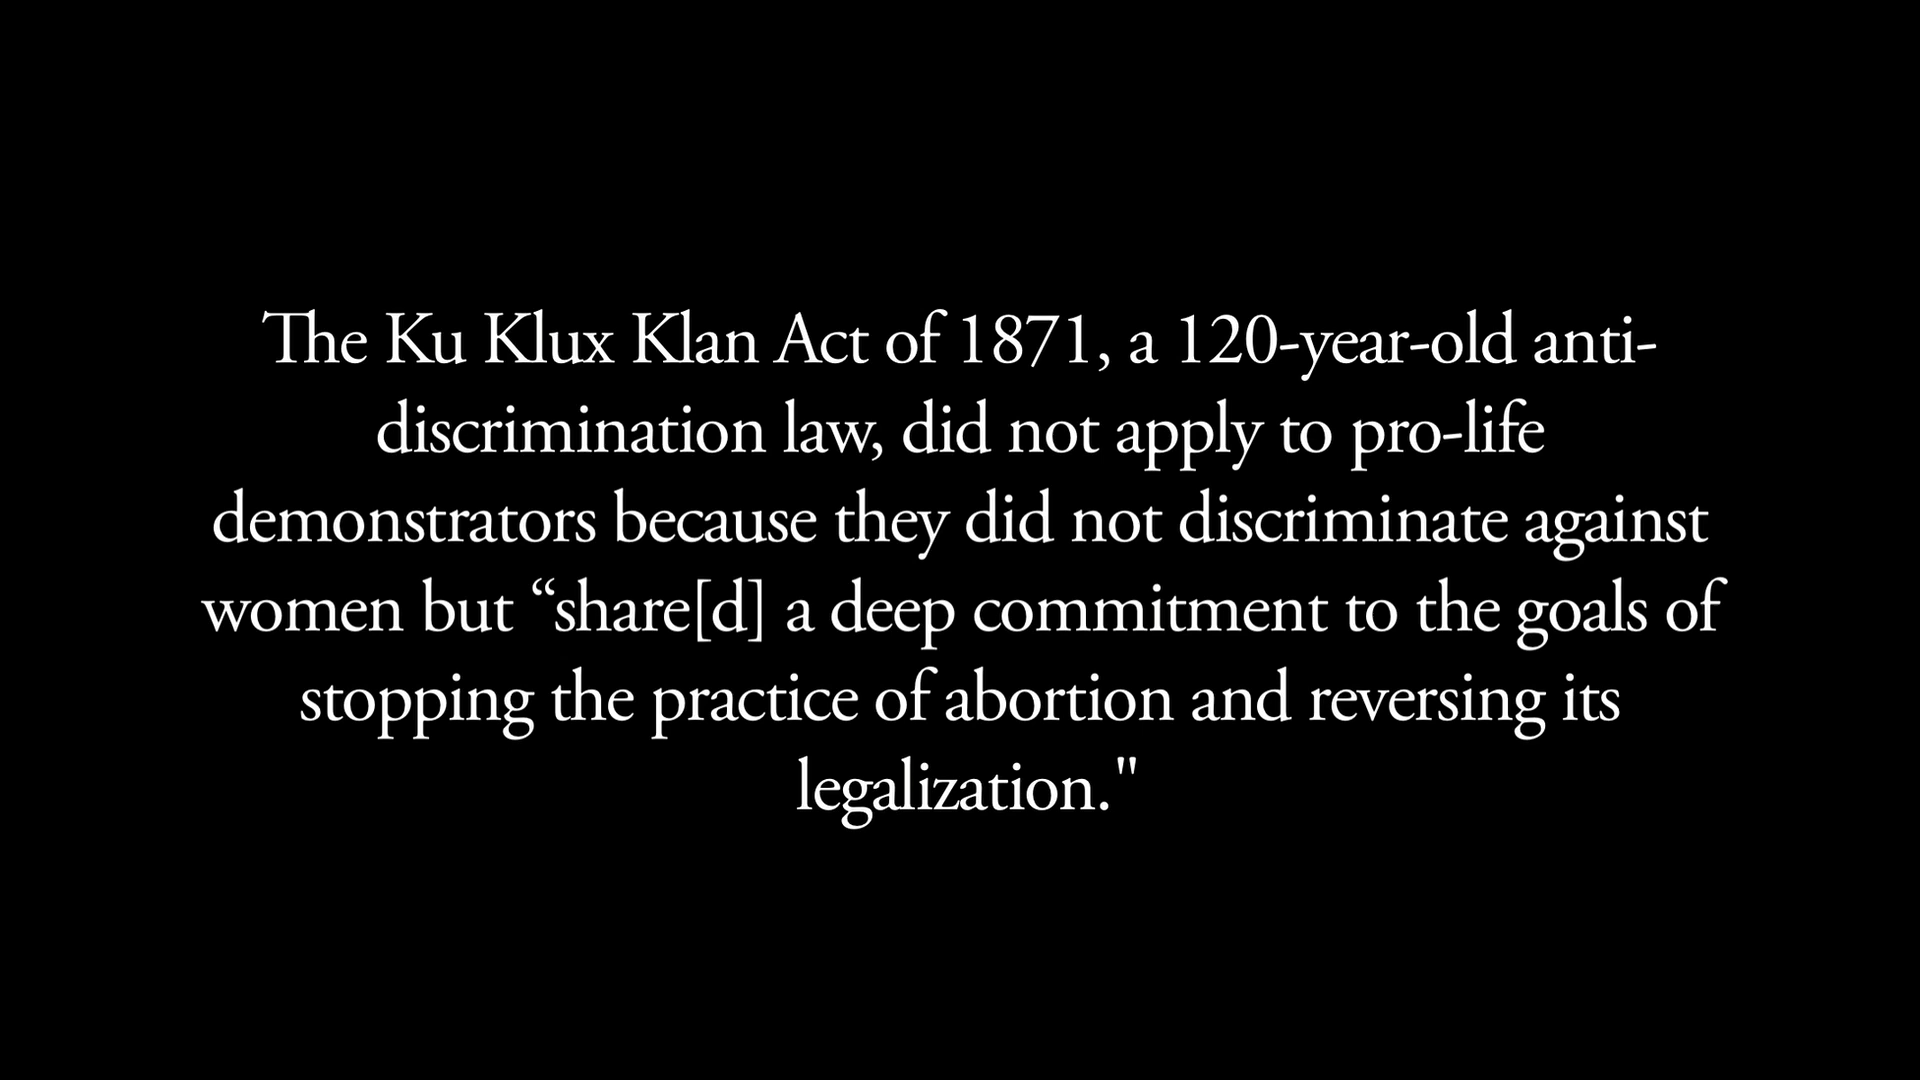 The Ku Klux Klan Act of 1871, a 120-year-old anti-
discrimination law, did not apply to pro-life
demonstrators because they did not discriminate against
women but “share[d] a deep commitment to the goals of
stopping the practice of abortion and reversing its
legalization."